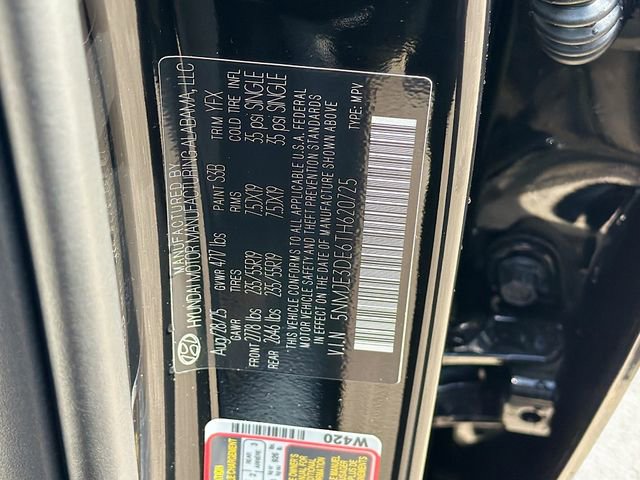 MANUFACTURED BY
HYUNDAI MOTOR MANUFACTURING ALABAMA, LLC
Aug/28/25 GVWR 4717 lbs PAINT S3B TRIM YFX
GAWR TIRES RIMS COLD TIRE INFL
FRONT 2778 lbs 235/55R19 7.5JX19 35 psi SINGLE
REAR 2646 lbs 235/55R19 7.5JX19 35 psi SINGLE
THIS VEHICLE CONFORMS TO ALL APPLICABLE U.S.A. FEDERAL
MOTOR VEHICLE SAFETY AND THEFT PREVENTION STANDARDS
IN EFFECT ON THE DATE OF MANUFACTURE SHOWN ABOVE
V.I.N 5NMJE3DE6TH620725 TYPE: MPV
W420